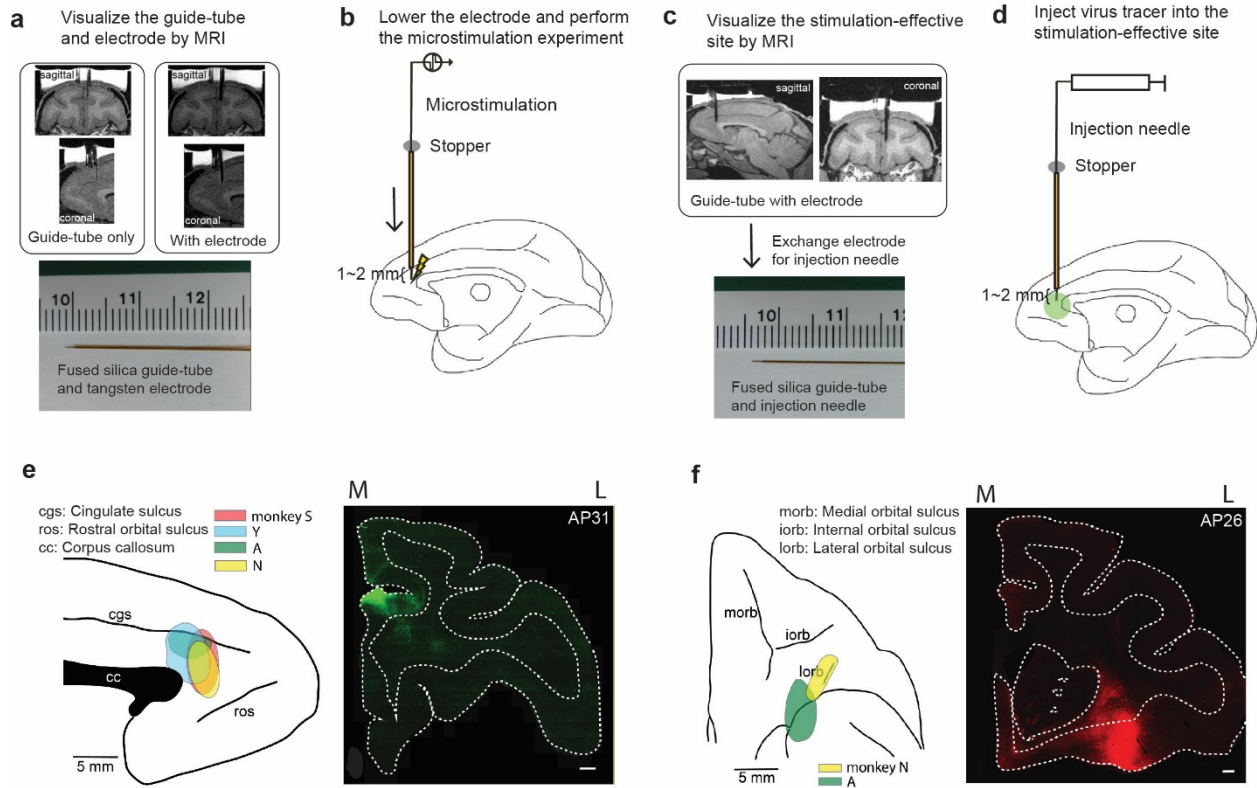 a
Visualize the guide-tube
and electrode by MRI
sagittal
sagittal
coronal
coronal
Guide-tube only
With electrode
10 11 12
Fused silica guide-tube
and tangsten electrode
b
Lower the electrode and perform
the microstimulation experiment
Microstimulation
Stopper
1~2 mm{
c
Visualize the stimulation-effective
site by MRI
sagittal
coronal
Guide-tube with electrode
Exchange electrode
for injection needle
10 11
Fused silica guide-tube
and injection needle
d
Inject virus tracer into the
stimulation-effective site
Injection needle
Stopper
1~2 mm{
e
cgs: Cingulate sulcus
ros: Rostral orbital sulcus
cc: Corpus callosum
monkey S
Y
A
N
cgs
cc
ros
5 mm
M L
AP31
f
morb: Medial orbital sulcus
iorb: Internal orbital sulcus
lorb: Lateral orbital sulcus
morb
iorb
lorb
5 mm
monkey N
A
M L
AP26